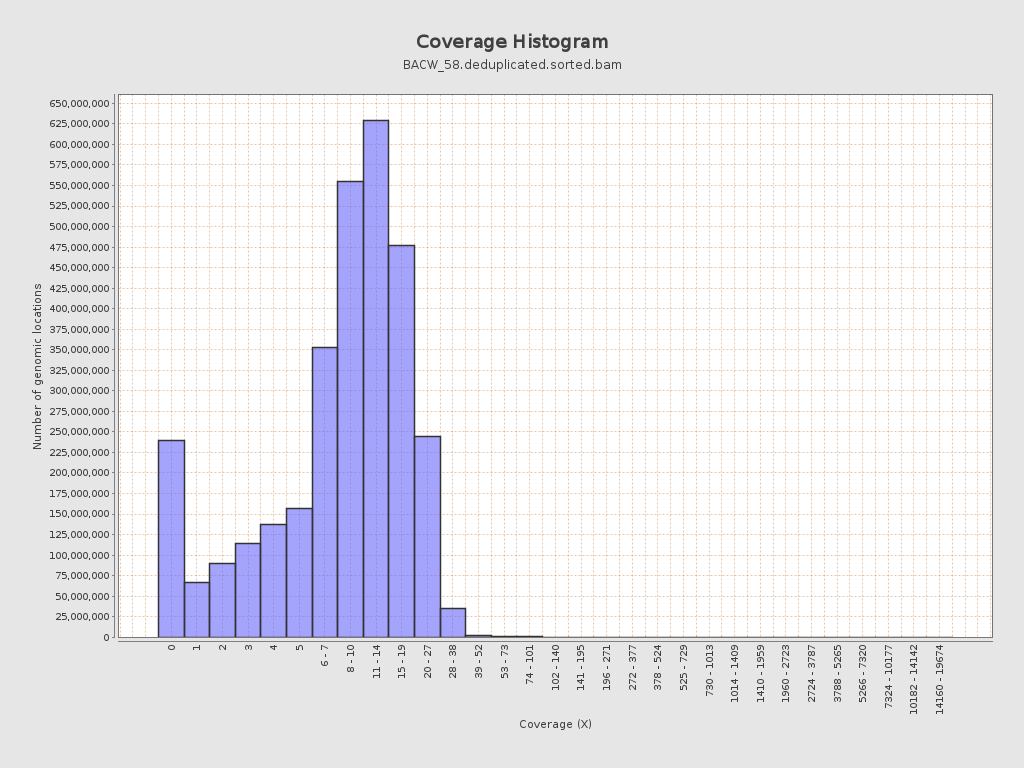 Coverage Histogram
BACW_58.deduplicated.sorted.bam
Number of genomic locations
650,000,000
625,000,000
600,000,000
575,000,000
550,000,000
525,000,000
500,000,000
475,000,000
450,000,000
425,000,000
400,000,000
375,000,000
350,000,000
325,000,000
300,000,000
275,000,000
250,000,000
225,000,000
200,000,000
175,000,000
150,000,000
125,000,000
100,000,000
75,000,000
50,000,000
25,000,000
0
0
1
2
3
4
5
6 - 7
8 - 10
11 - 14
15 - 19
20 - 27
28 - 38
39 - 52
53 - 73
74 - 101
102 - 140
141 - 195
196 - 271
272 - 377
378 - 524
525 - 729
730 - 1013
1014 - 1409
1410 - 1959
1960 - 2723
2724 - 3787
3788 - 5265
5266 - 7320
7324 - 10177
10182 - 14142
14160 - 19674
Coverage (X)